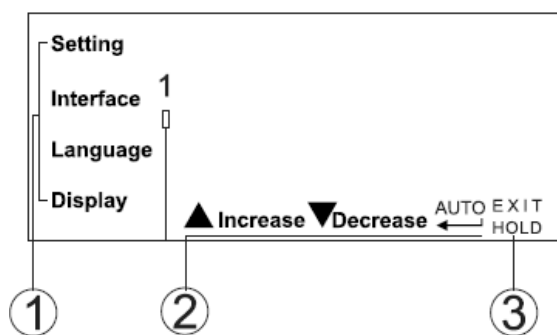 Setting
Interface 1
Language
Display
▲ Increase ▼ Decrease AUTO EXIT
HOLD
1 2 3